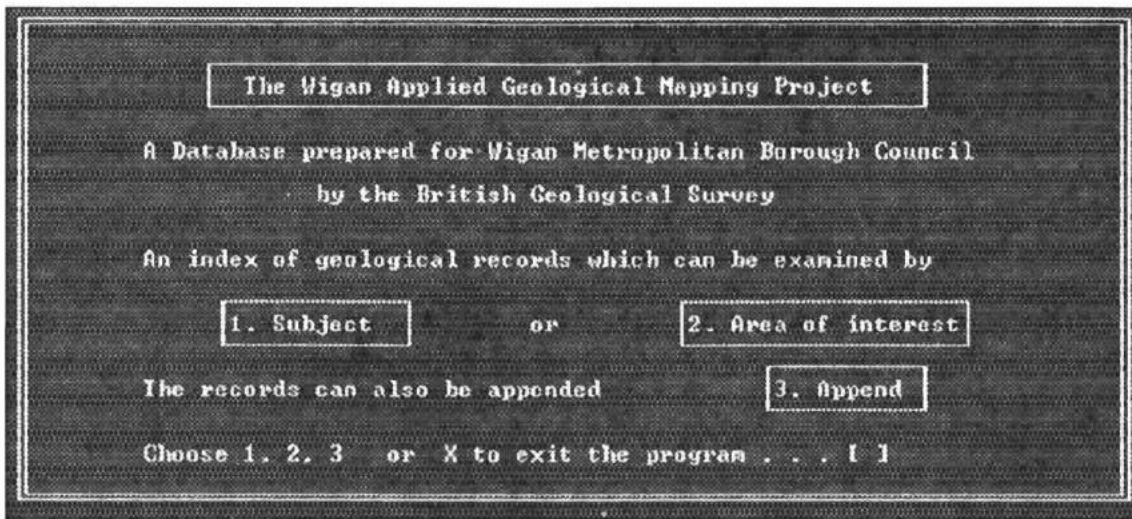 The Wigan Applied Geological Mapping Project
A Database prepared for Wigan Metropolitan Borough Council
by the British Geological Survey
An index of geological records which can be examined by
1. Subject or 2. Area of interest
The records can also be appended 3. Append
Choose 1. 2. 3 or X to exit the program . . . [ ]